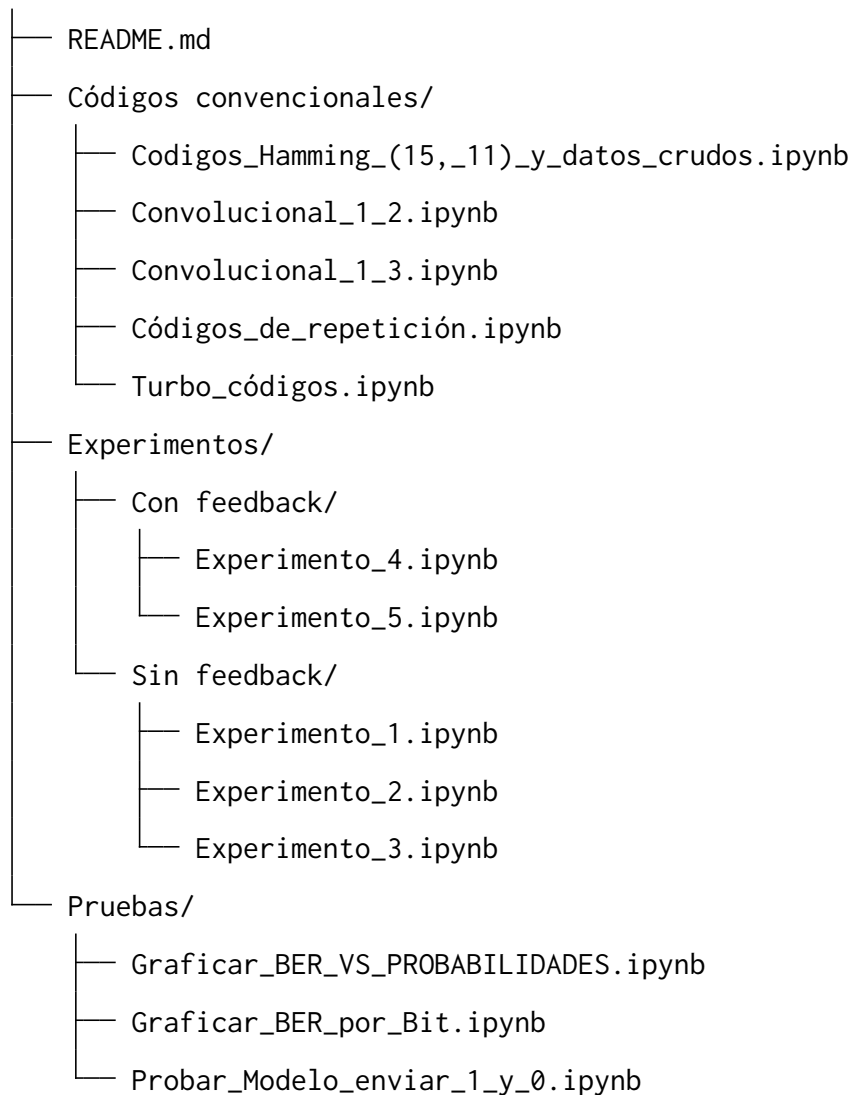 README.md
Códigos convencionales/
Codigos_Hamming_(15,_11)_y_datos_crudos.ipynb
Convolucional_1_2.ipynb
Convolucional_1_3.ipynb
Códigos_de_repetición.ipynb
Turbo_códigos.ipynb
Experimentos/
Con feedback/
Experimento_4.ipynb
Experimento_5.ipynb
Sin feedback/
Experimento_1.ipynb
Experimento_2.ipynb
Experimento_3.ipynb
Pruebas/
Graficar_BER_VS_PROBABILIDADES.ipynb
Graficar_BER_por_Bit.ipynb
Probar_Modelo_enviar_1_y_0.ipynb